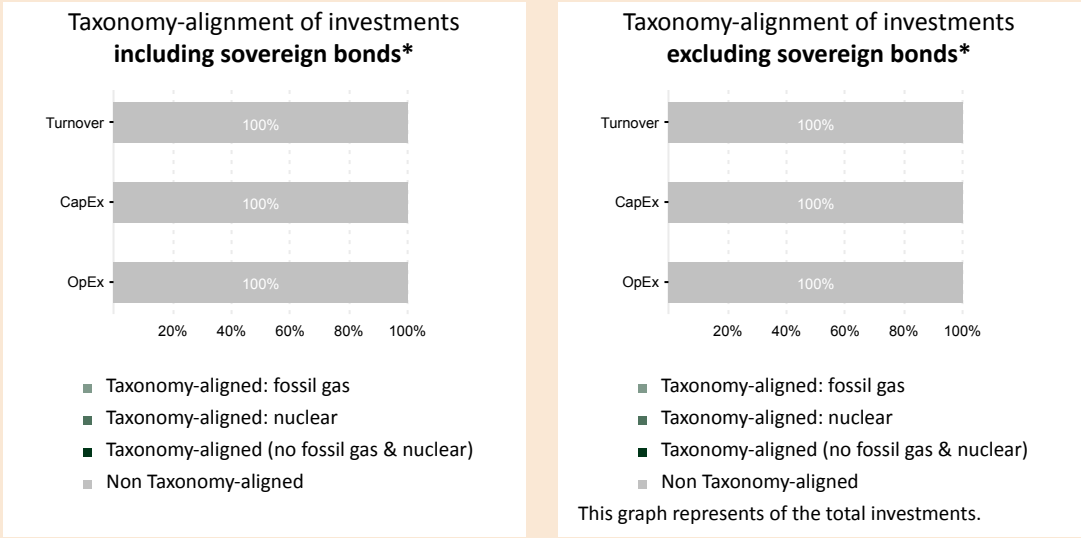 Taxonomy-alignment of investments
including sovereign bonds*
Turnover
100%
CapEx
100%
OpEx
100%
20% 40% 60% 80% 100%
Taxonomy-aligned: fossil gas
Taxonomy-aligned: nuclear
Taxonomy-aligned (no fossil gas & nuclear)
Non Taxonomy-aligned
Taxonomy-alignment of investments
excluding sovereign bonds*
Turnover
100%
CapEx
100%
OpEx
100%
20% 40% 60% 80% 100%
Taxonomy-aligned: fossil gas
Taxonomy-aligned: nuclear
Taxonomy-aligned (no fossil gas & nuclear)
Non Taxonomy-aligned
This graph represents of the total investments.